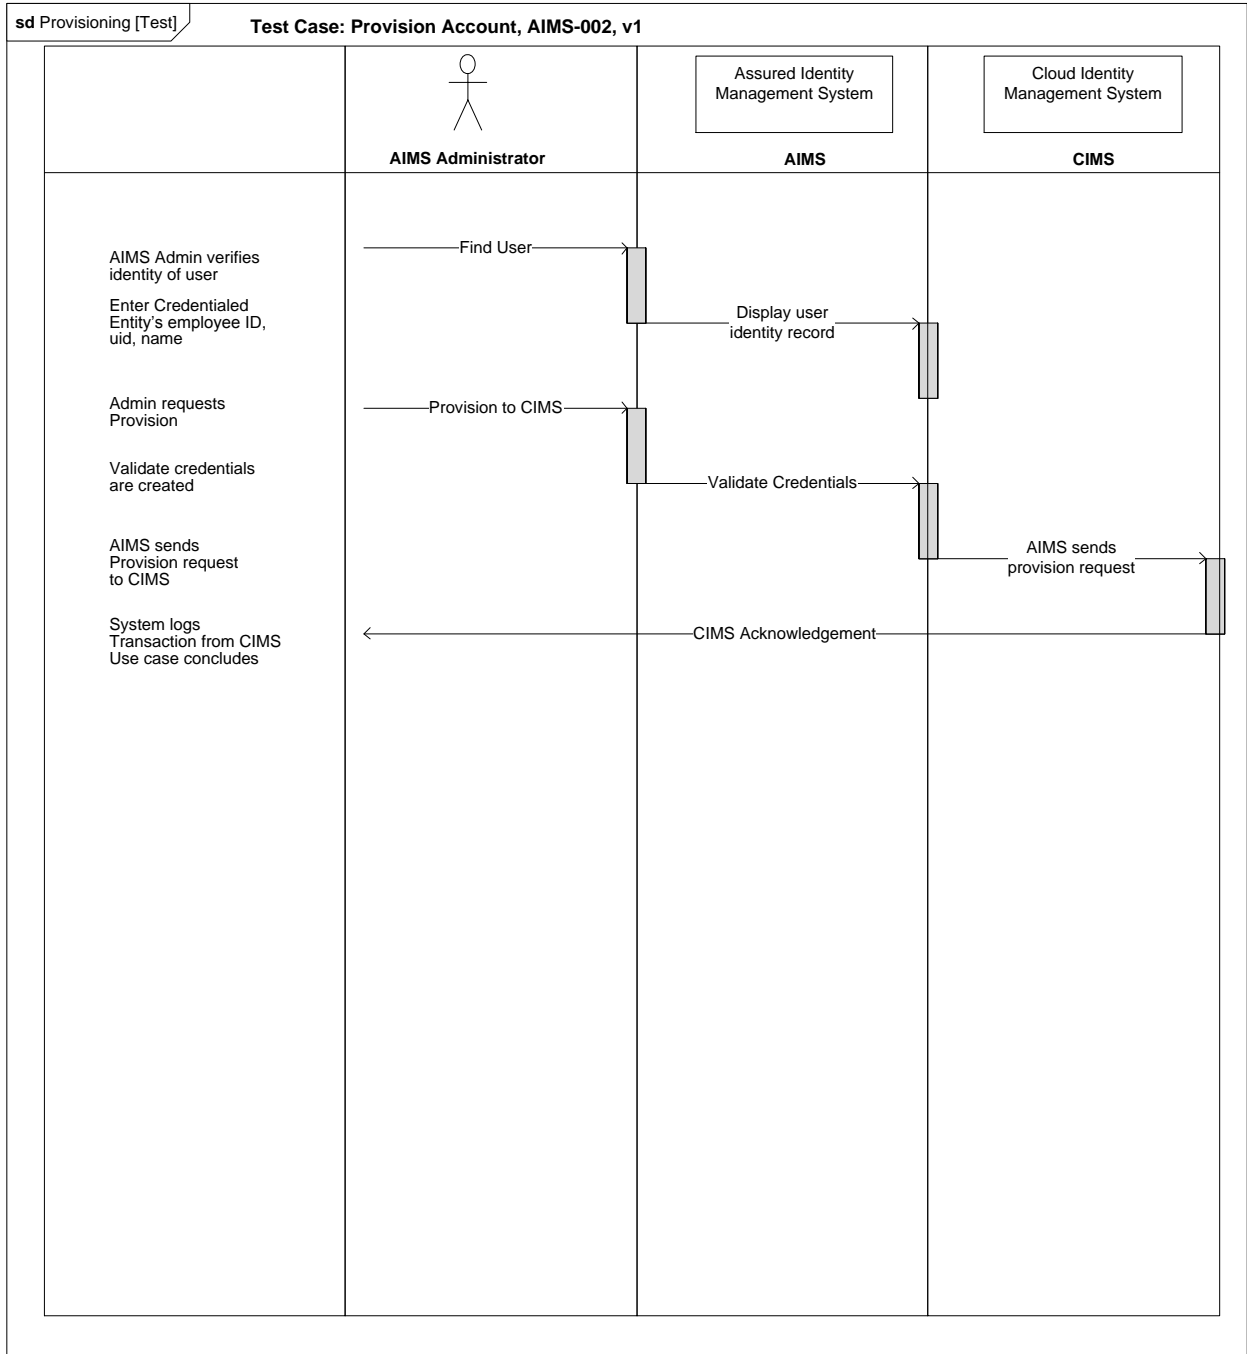 sd Provisioning [Test]
Test Case: Provision Account, AIMS-002, v1
Assured Identity
Management System
Cloud Identity
Management System
AIMS Administrator
AIMS
CIMS
AIMS Admin verifies
identity of user
Find User
Enter Credentialed
Entity’s employee ID,
uid, name
Display user
identity record
Admin requests
Provision
Provision to CIMS
Validate credentials
are created
Validate Credentials
AIMS sends
Provision request
to CIMS
AIMS sends
provision request
System logs
Transaction from CIMS
Use case concludes
CIMS Acknowledgement